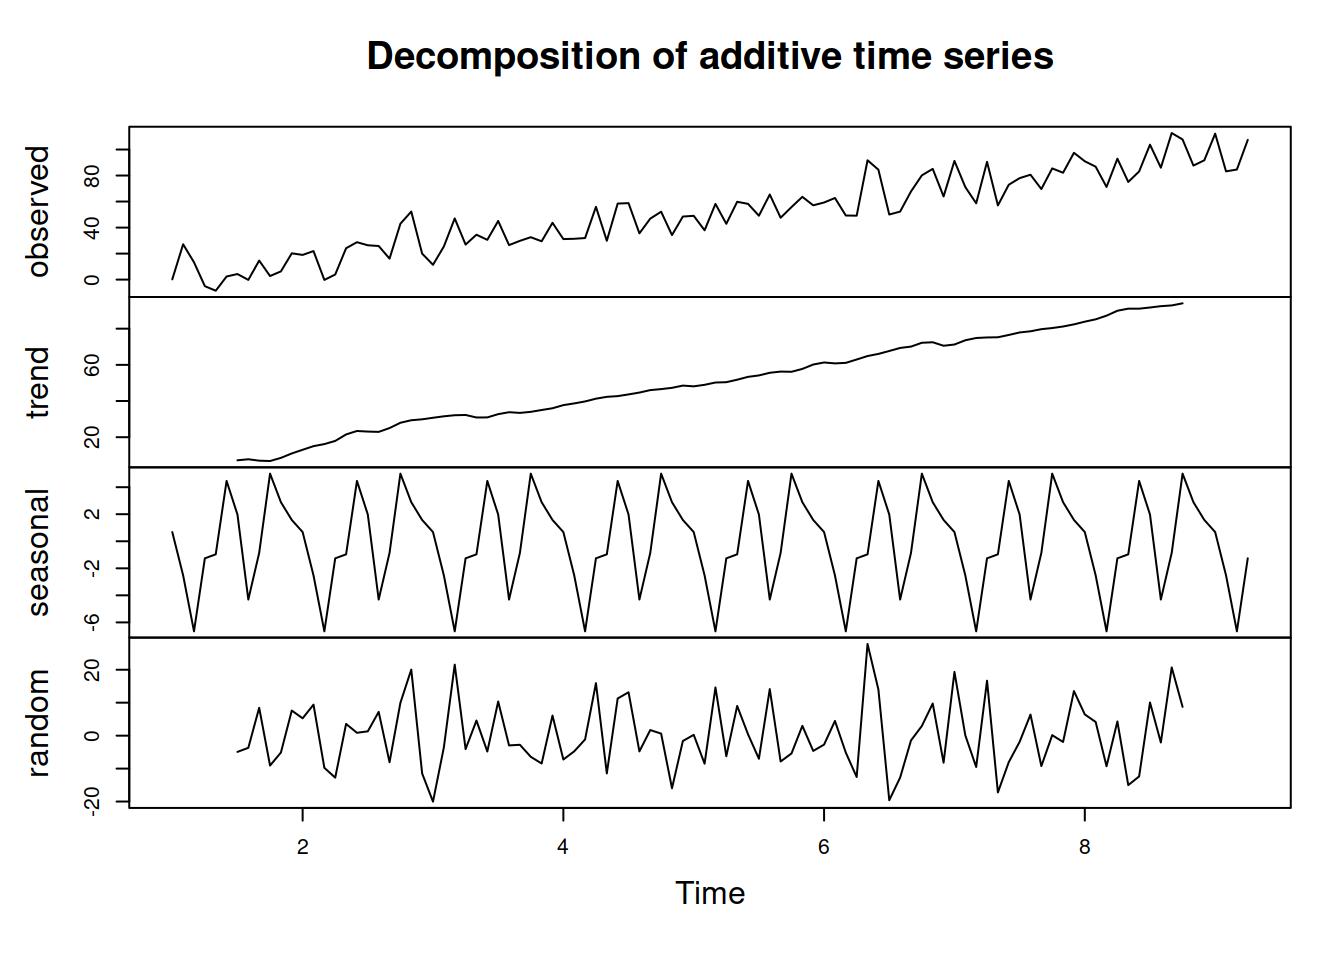 Decomposition of additive time series
observed
0 40 80
trend
20 60
seasonal
-6 -2 2
random
-20 0 20
2 4 6 8
Time